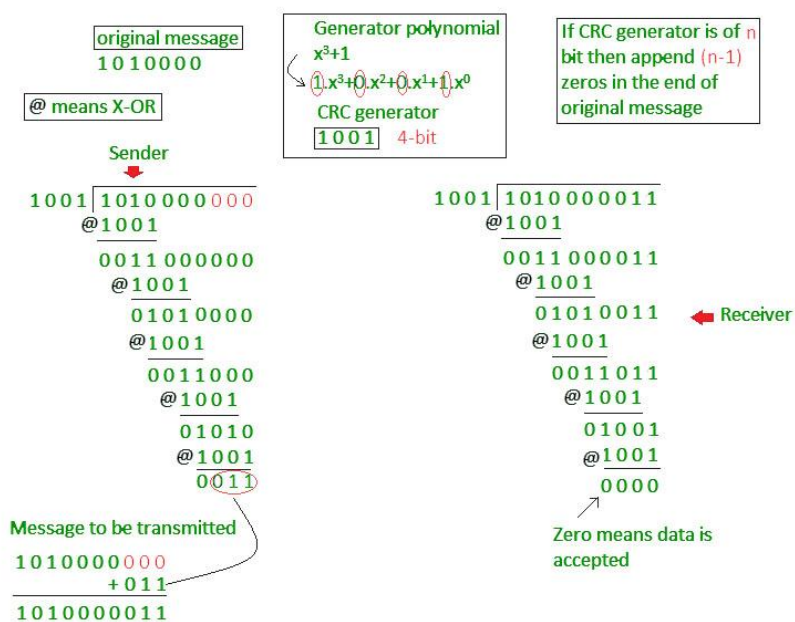 original message
1010000
@ means X-OR
Generator polynomial
x³+1
1.x³+0.x²+0.x¹+1.x⁰
CRC generator
1001 4-bit
If CRC generator is of n
bit then append (n-1)
zeros in the end of
original message
Sender
1001 1010000000
@1001
0011000000
@1001
01010000
@1001
0011000
@1001
01010
@1001
0011
Message to be transmitted
1010000000
+011
1010000011
1001 1010000011
@1001
0011000011
@1001
01010011
@1001
0011011
@1001
01001
@1001
0000
Receiver
Zero means data is
accepted